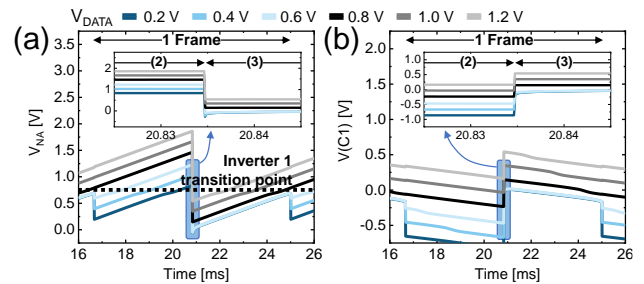 V_DATA 0.2 V 0.4 V 0.6 V 0.8 V 1.0 V 1.2 V
(a)
V_NA [V]
3.5
3.0
2.5
2.0
1.5
1.0
0.5
0.0
1 Frame
(2) (3)
2
1
0
20.83 20.84
Inverter 1
transition point
16 18 20 22 24 26
Time [ms]
(b)
V(C1) [V]
2.0
1.5
1.0
0.5
0.0
-0.5
1 Frame
(2) (3)
1.0
0.5
0.0
-0.5
-1.0
20.83 20.84
16 18 20 22 24 26
Time [ms]